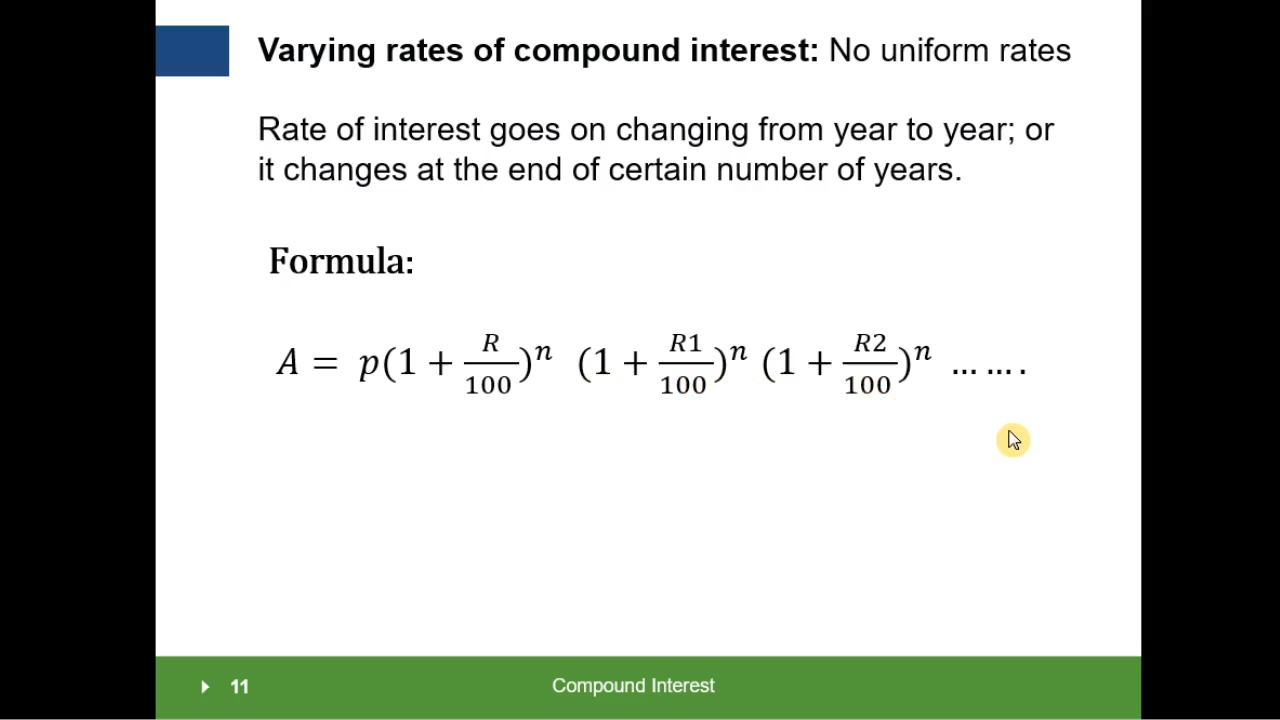 Varying rates of compound interest: No uniform rates
Rate of interest goes on changing from year to year; or
it changes at the end of certain number of years.
Formula:
A = p(1 + R/100)^n (1 + R1/100)^n (1 + R2/100)^n … … .
11
Compound Interest